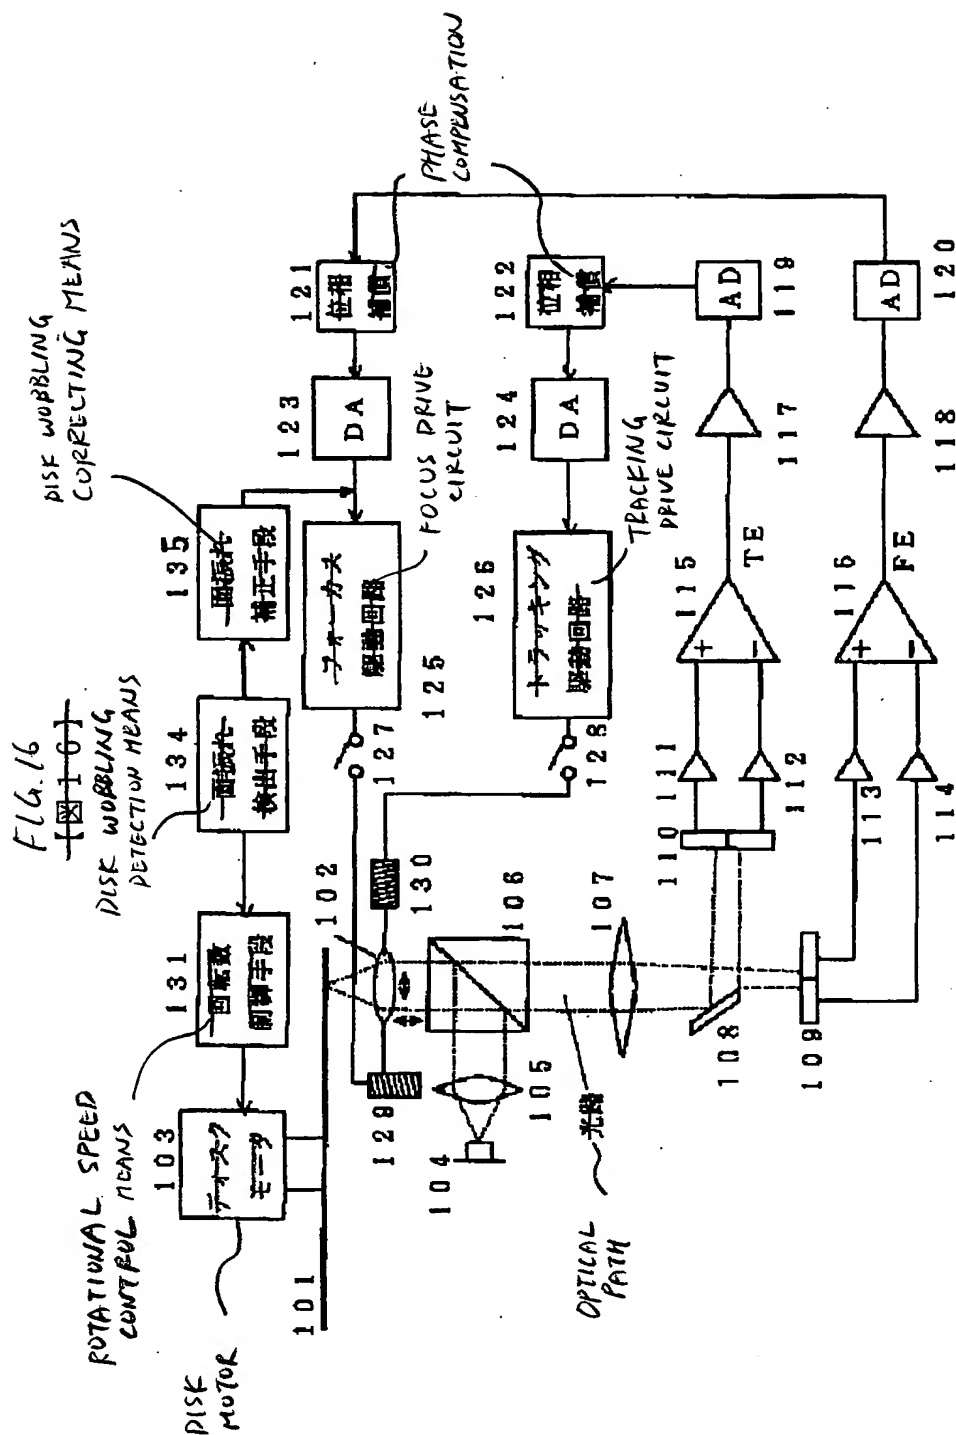 FIG. 16
【図16】
ROTATIONAL SPEED
CONTROL MEANS
DISK WOBBLING
DETECTION MEANS
DISK WOBBLING
CORRECTING MEANS
DISK
MOTOR
103
ディスク
モータ
131
回転数
制御手段
134
面振れ
検出手段
135
面振れ
補正手段
101
102
129
130
127
125
フォーカス
駆動回路
FOCUS DRIVE
CIRCUIT
123
DA
121
位相
補償
PHASE
COMPENSATION
104
105
106
128
126
トラッキング
駆動回路
TRACKING
DRIVE CIRCUIT
124
DA
122
位相
補償
OPTICAL
PATH
光路
107
108
110
111
112
115
+
-
TE
117
AD
119
109
113
114
116
+
-
FE
118
AD
120